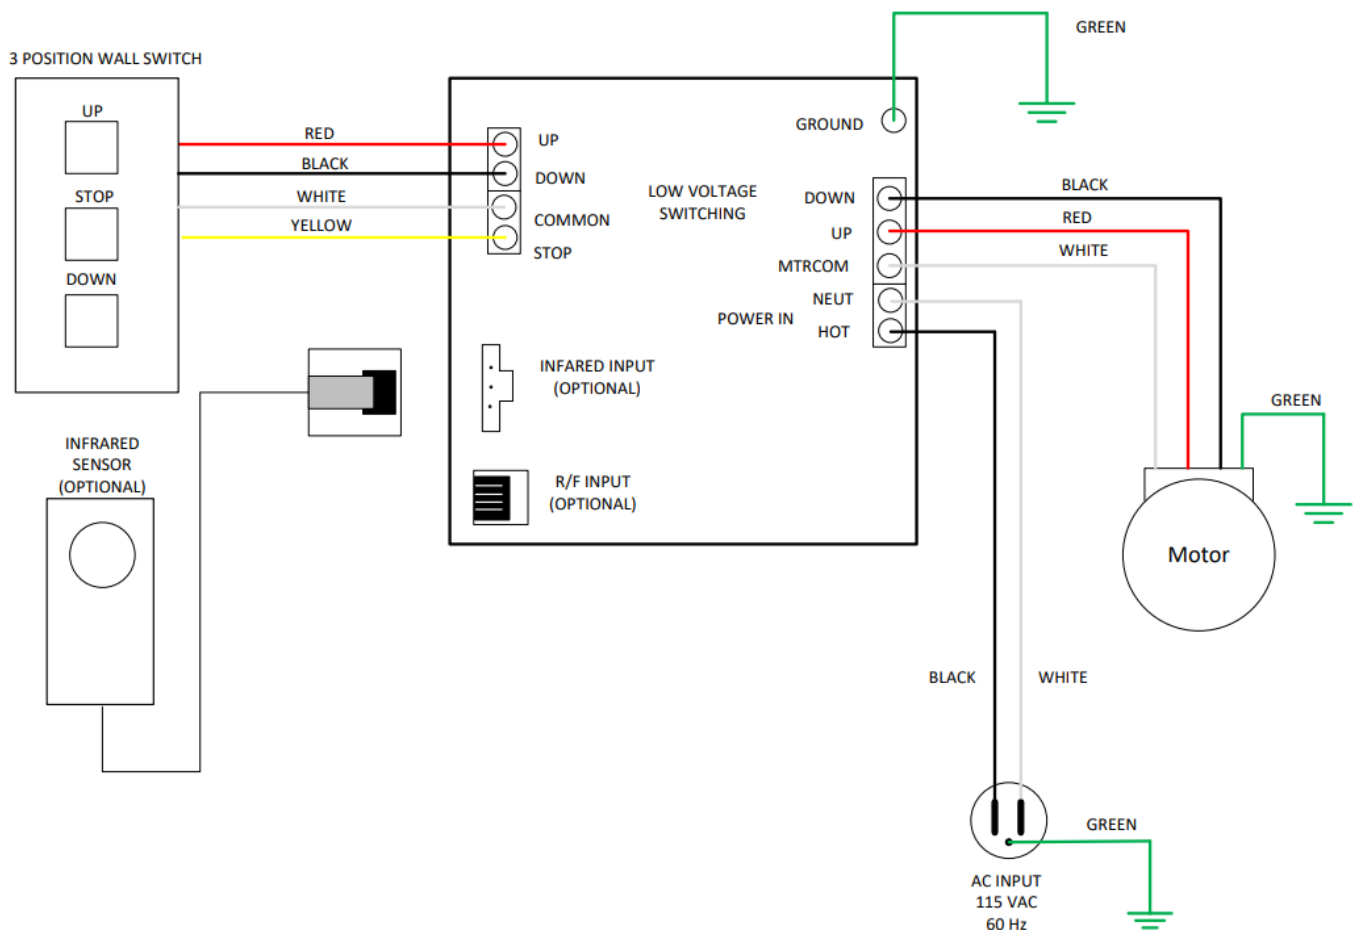 GREEN
3 POSITION WALL SWITCH
UP
STOP
DOWN
RED
BLACK
WHITE
YELLOW
UP
DOWN
COMMON
STOP
LOW VOLTAGE
SWITCHING
GROUND
DOWN
UP
MTRCOM
NEUT
POWER IN
HOT
BLACK
RED
WHITE
INFARED INPUT
(OPTIONAL)
R/F INPUT
(OPTIONAL)
GREEN
Motor
INFRARED
SENSOR
(OPTIONAL)
BLACK
WHITE
GREEN
AC INPUT
115 VAC
60 Hz